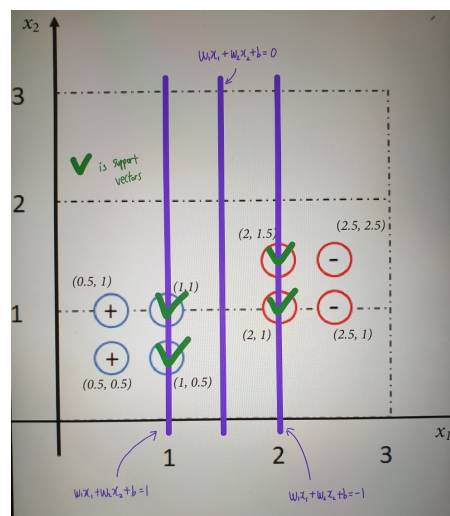 x₂
w₁x₁+w₂x₂+b=0
3
V is support
vectors
2
(2, 1.5)
(2.5, 2.5)
(0.5, 1)
(1,1)
+
-
-
1
+
(0.5, 0.5)
(1, 0.5)
(2, 1)
(2.5, 1)
x₁
1
2
3
w₁x₁+w₂x₂+b=1
w₁x₁+w₂x₂+b=-1